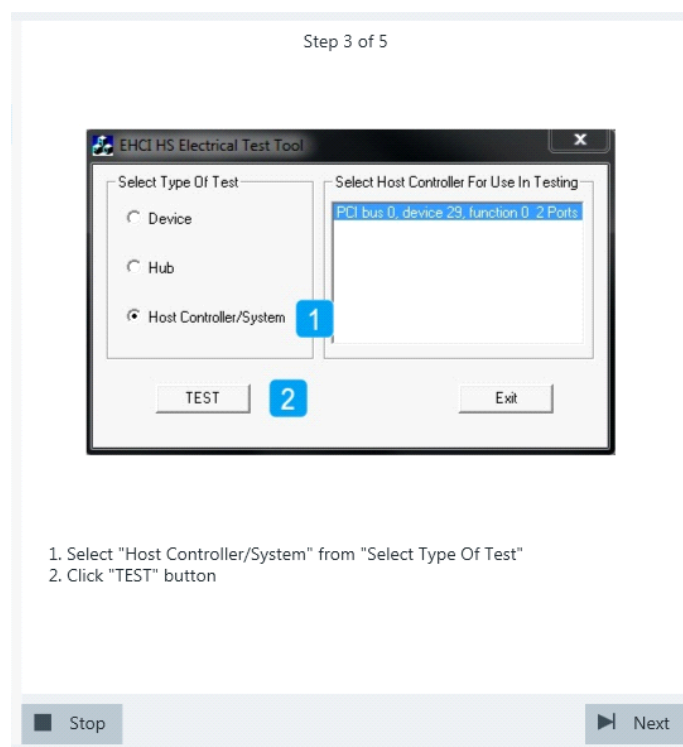 Step 3 of 5
EHCI HS Electrical Test Tool
x
Select Type Of Test
Select Host Controller For Use In Testing
Device
PCI bus 0, device 29, function 0 2 Ports
Hub
Host Controller/System
1
TEST
2
Exit
1. Select "Host Controller/System" from "Select Type Of Test"
2. Click "TEST" button
Stop
Next